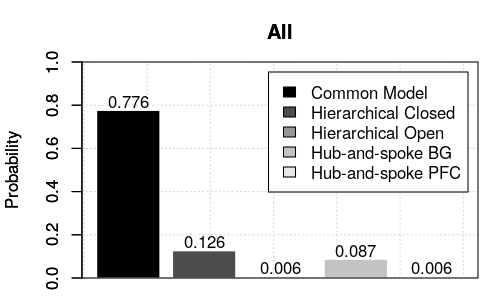 All
Probability
1.0
0.8
0.6
0.4
0.2
0.0
0.776
0.126
0.006
0.087
0.006
Common Model
Hierarchical Closed
Hierarchical Open
Hub-and-spoke BG
Hub-and-spoke PFC